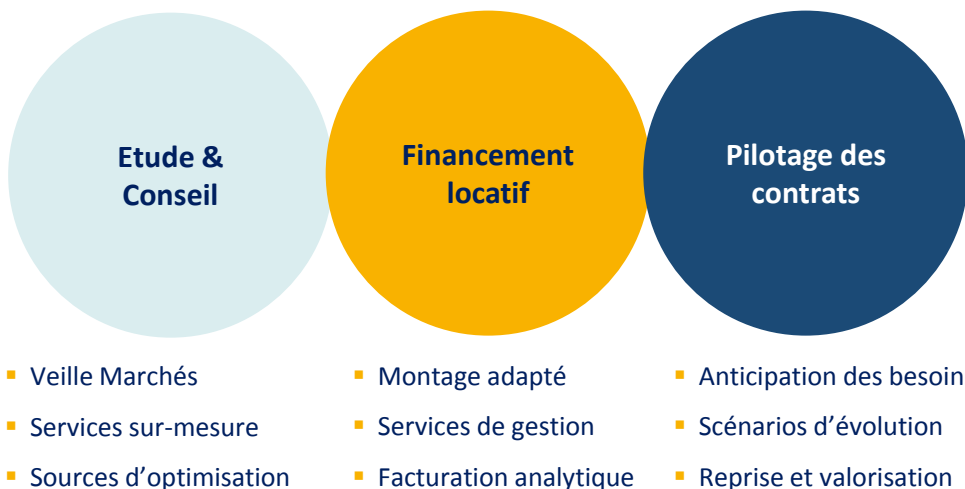 Etude &
Conseil
Financement
locatif
Pilotage des
contrats
Veille Marchés
Services sur-mesure
Sources d'optimisation
Montage adapté
Services de gestion
Facturation analytique
Anticipation des besoin
Scénarios d'évolution
Reprise et valorisation